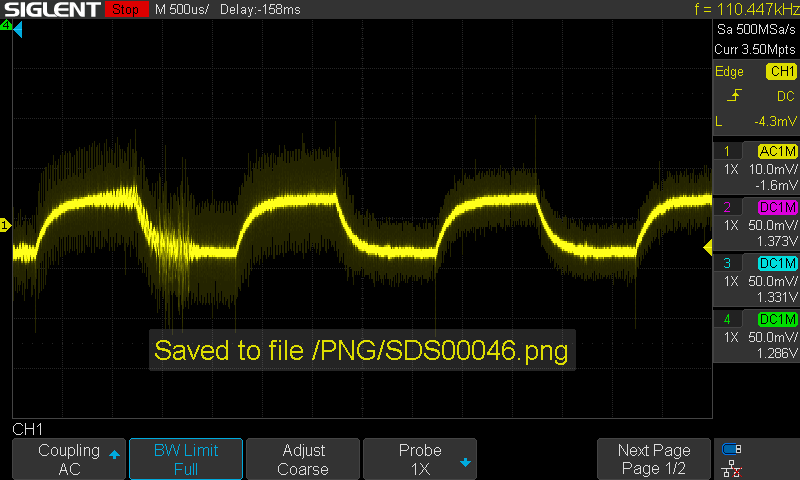 SIGLENT Stop M 500us/ Delay:-158ms f = 110.447kHz
Sa 500MSa/s
Curr 3.50Mpts
Edge CH1
DC
L -4.3mV
1 AC1M
1X 10.0mV/
-1.6mV
2 DC1M
1X 50.0mV/
1.373V
3 DC1M
1X 50.0mV/
1.331V
4 DC1M
1X 50.0mV/
1.286V
4
1
Saved to file /PNG/SDS00046.png
CH1
Coupling
AC
BW Limit
Full
Adjust
Coarse
Probe
1X
Next Page
Page 1/2